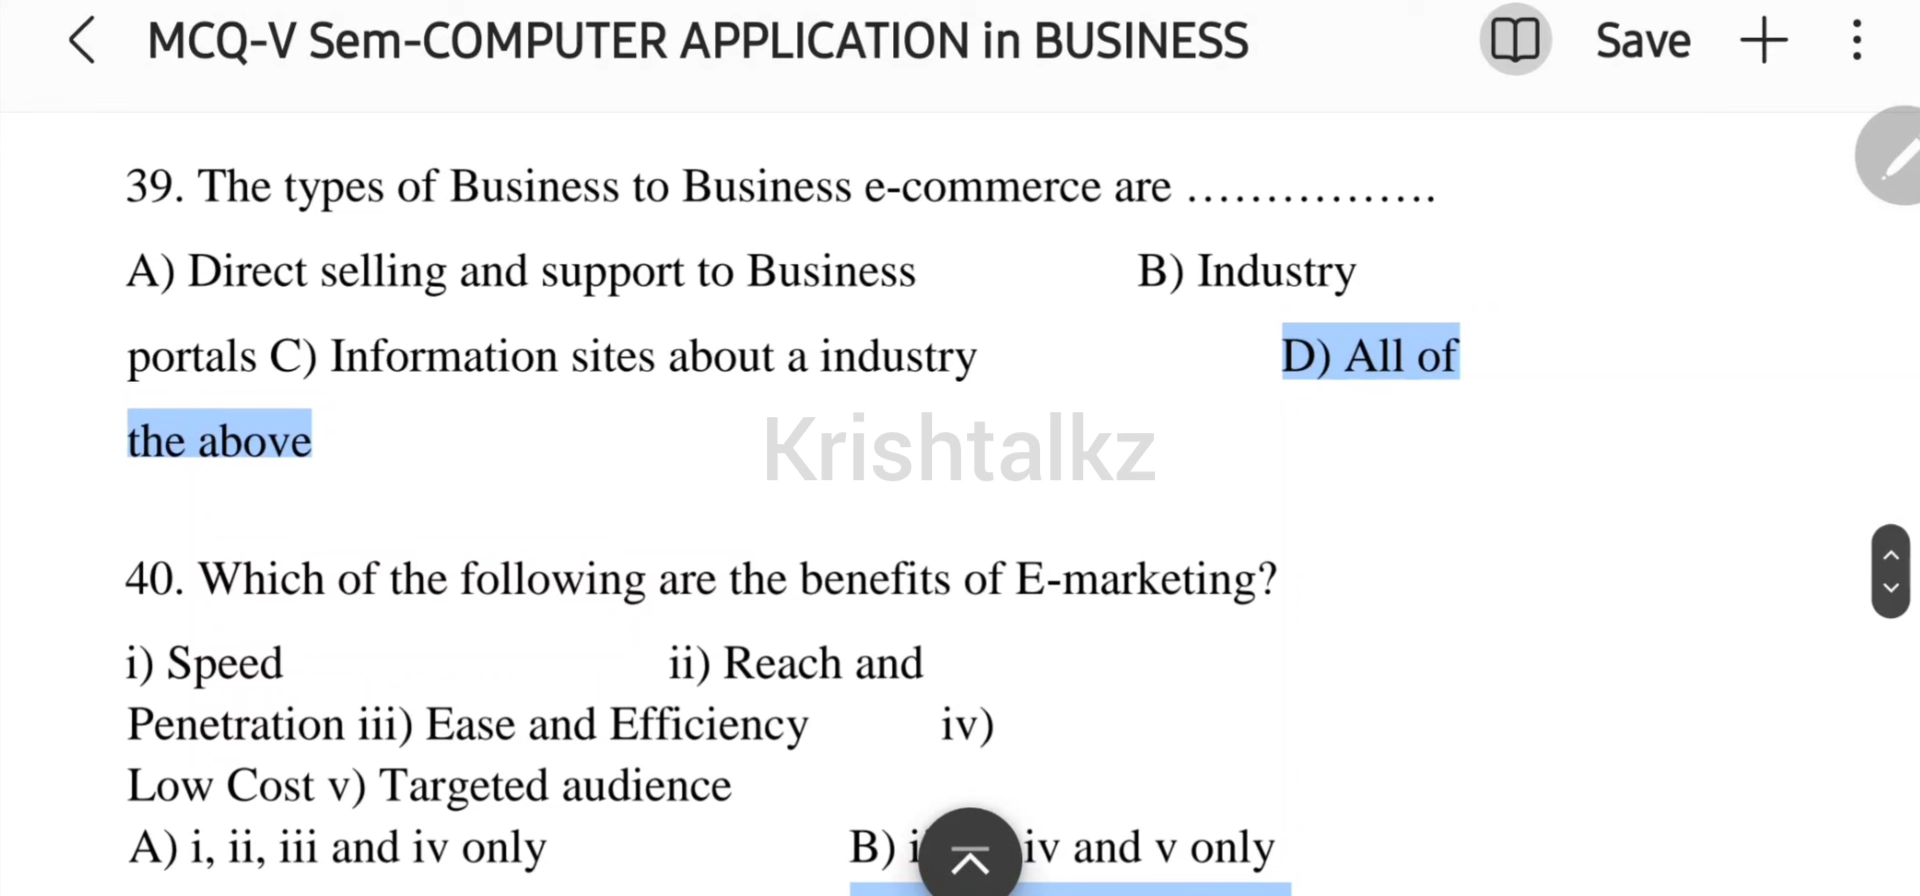 MCQ-V Sem-COMPUTER APPLICATION in BUSINESS Save
39. The types of Business to Business e-commerce are ................
A) Direct selling and support to Business B) Industry
portals C) Information sites about a industry D) All of
the above
Krishtalkz
40. Which of the following are the benefits of E-marketing?
i) Speed ii) Reach and
Penetration iii) Ease and Efficiency iv)
Low Cost v) Targeted audience
A) i, ii, iii and iv only B) iv and v only